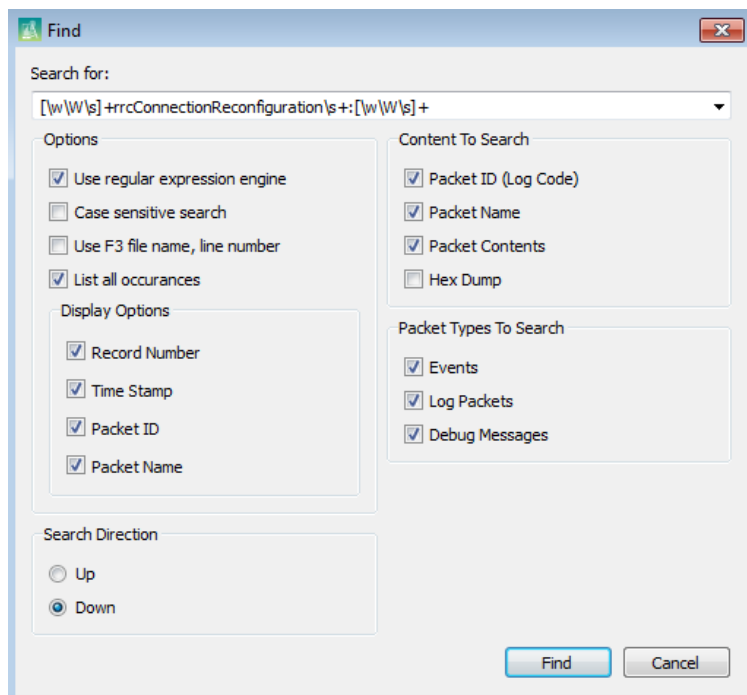 Find
Search for:
[\w\W\s]+rrcConnectionReconfiguration\s+:[\w\W\s]+
Options
Use regular expression engine
Case sensitive search
Use F3 file name, line number
List all occurances
Display Options
Record Number
Time Stamp
Packet ID
Packet Name
Content To Search
Packet ID (Log Code)
Packet Name
Packet Contents
Hex Dump
Packet Types To Search
Events
Log Packets
Debug Messages
Search Direction
Up
Down
Find
Cancel